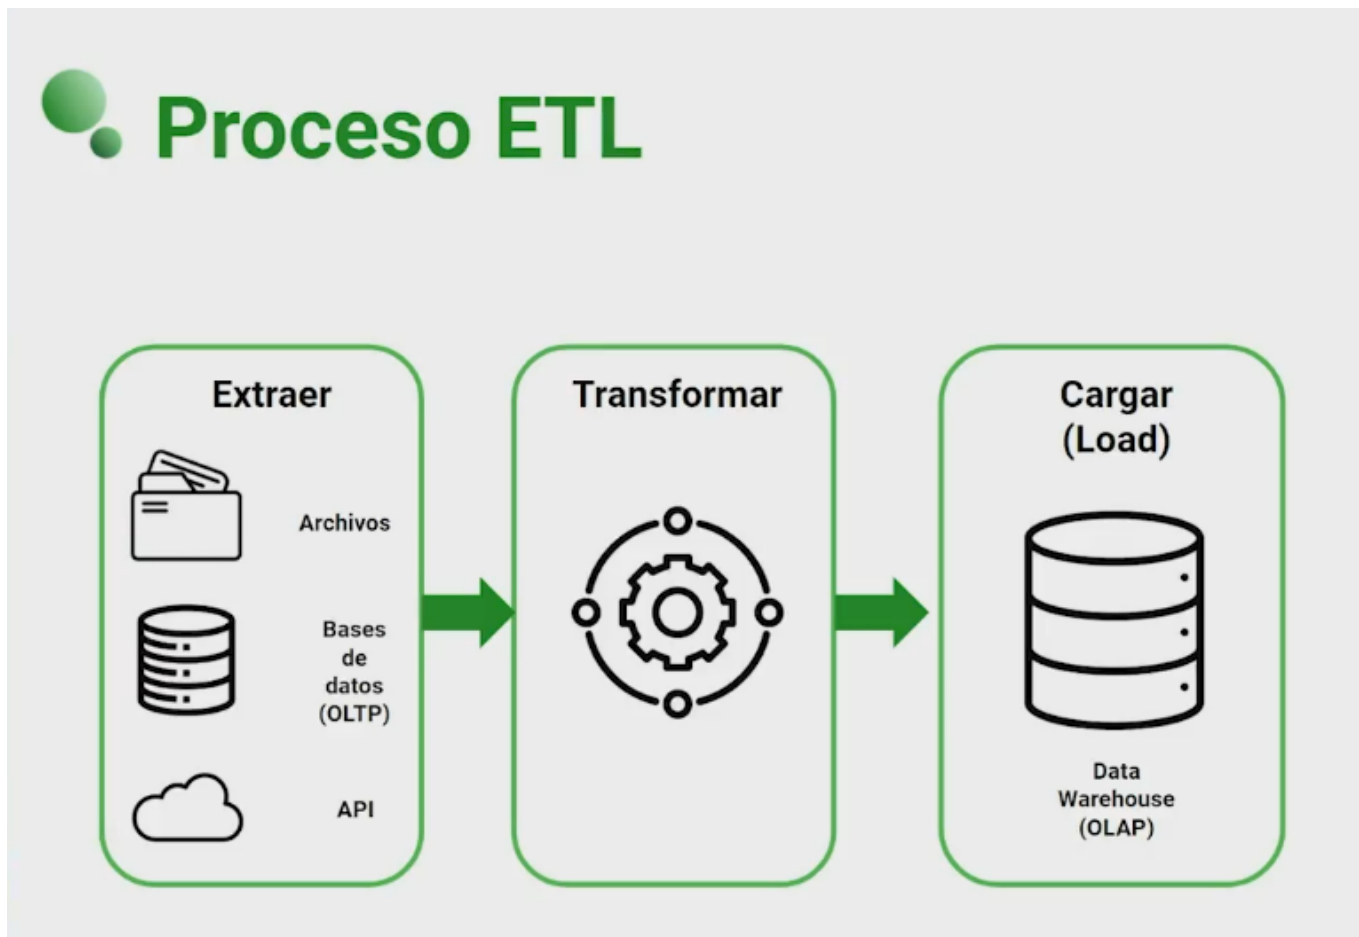 Proceso ETL
Extraer
Archivos
Bases
de
datos
(OLTP)
API
Transformar
Cargar
(Load)
Data
Warehouse
(OLAP)